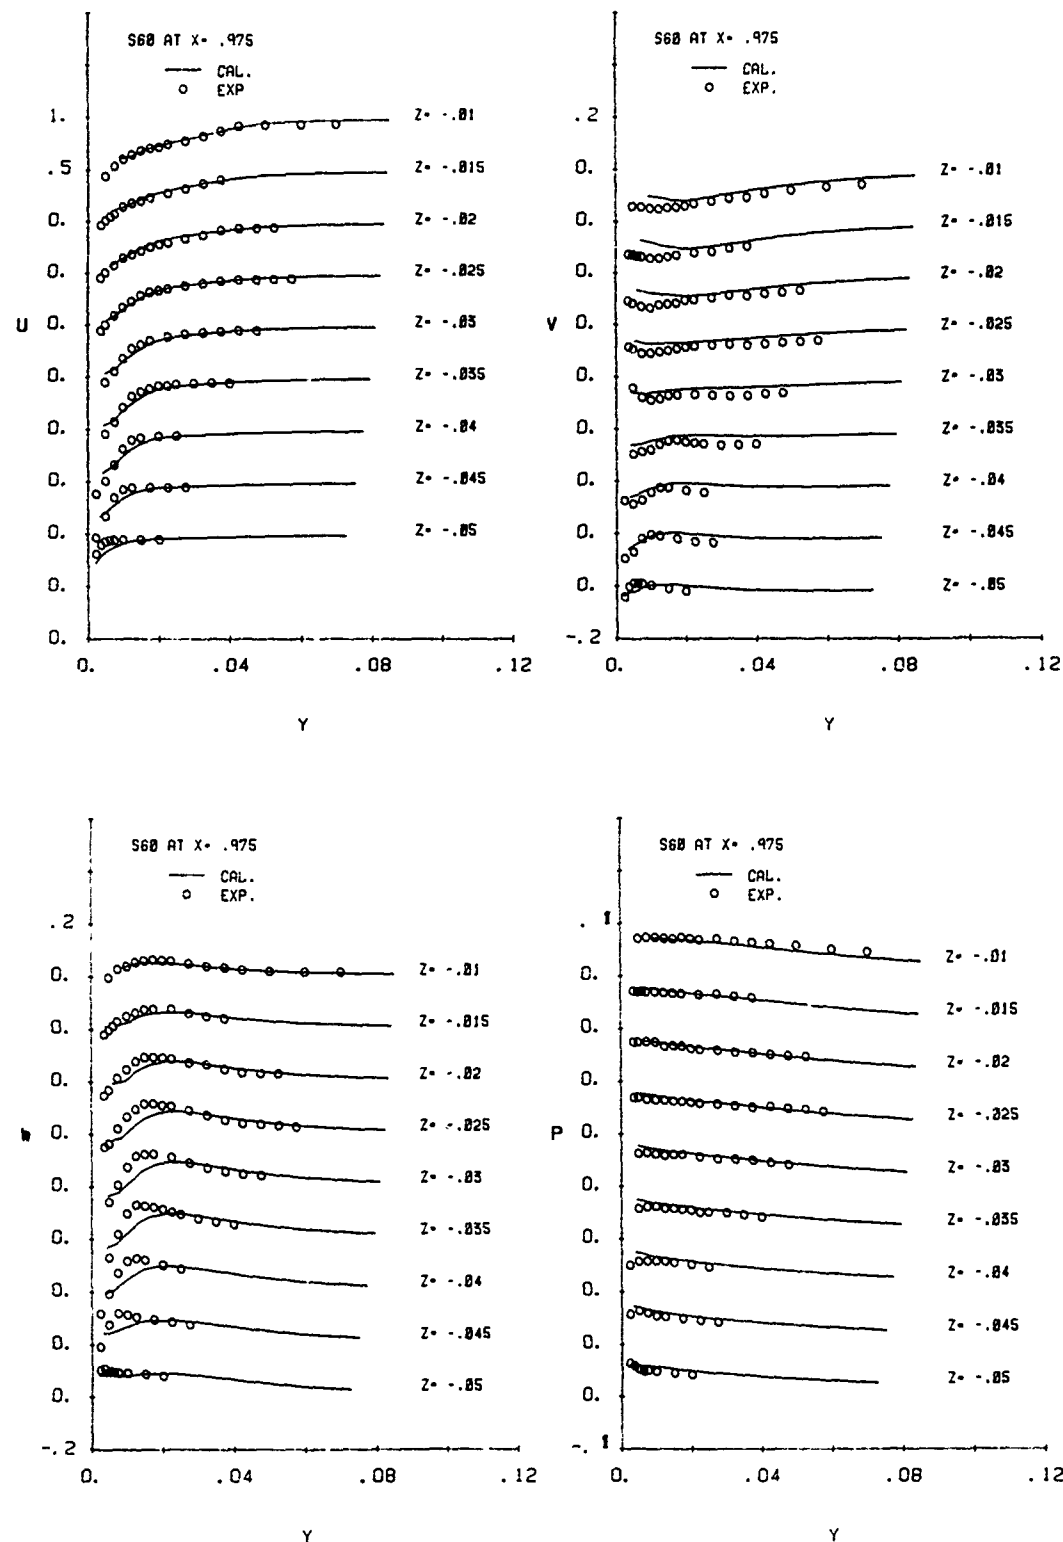 S60 AT X= .975
CAL.
EXP
1.
.5
0.
0.
0.
0.
0.
0.
0.
0.
0.
U
Z= -.01
Z= -.015
Z= -.02
Z= -.025
Z= -.03
Z= -.035
Z= -.04
Z= -.045
Z= -.05
0.
.04
.08
.12
Y
S60 AT X= .975
CAL.
EXP.
.2
0.
0.
0.
0.
0.
0.
0.
0.
0.
-.2
V
Z= -.01
Z= -.015
Z= -.02
Z= -.025
Z= -.03
Z= -.035
Z= -.04
Z= -.045
Z= -.05
0.
.04
.08
.12
Y
S60 AT X= .975
CAL.
EXP.
.2
0.
0.
0.
0.
0.
0.
0.
0.
0.
-.2
W
Z= -.01
Z= -.015
Z= -.02
Z= -.025
Z= -.03
Z= -.035
Z= -.04
Z= -.045
Z= -.05
0.
.04
.08
.12
Y
S60 AT X= .975
CAL.
EXP.
.1
0.
0.
0.
0.
0.
0.
0.
0.
0.
-.1
P
Z= -.01
Z= -.015
Z= -.02
Z= -.025
Z= -.03
Z= -.035
Z= -.04
Z= -.045
Z= -.05
0.
.04
.08
.12
Y